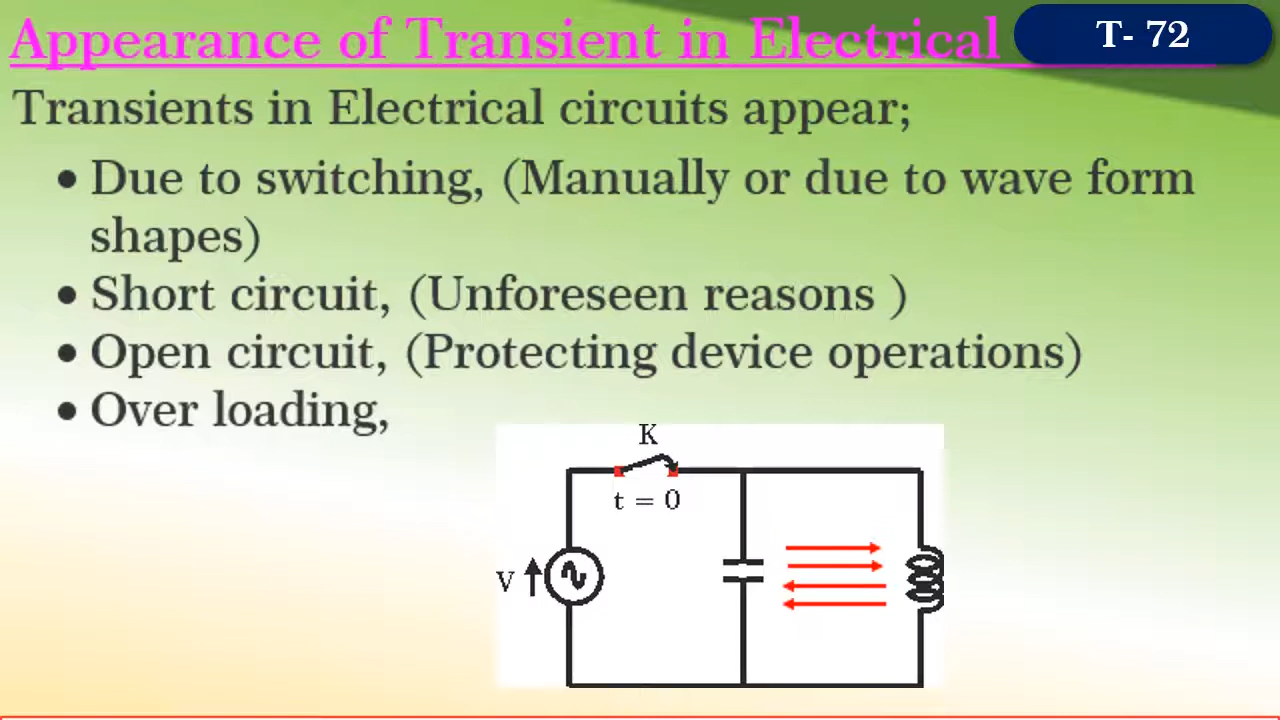 Appearance of Transient in Electrical
T- 72
Transients in Electrical circuits appear;
• Due to switching, (Manually or due to wave form
shapes)
• Short circuit, (Unforeseen reasons )
• Open circuit, (Protecting device operations)
• Over loading,
K
t = 0
V